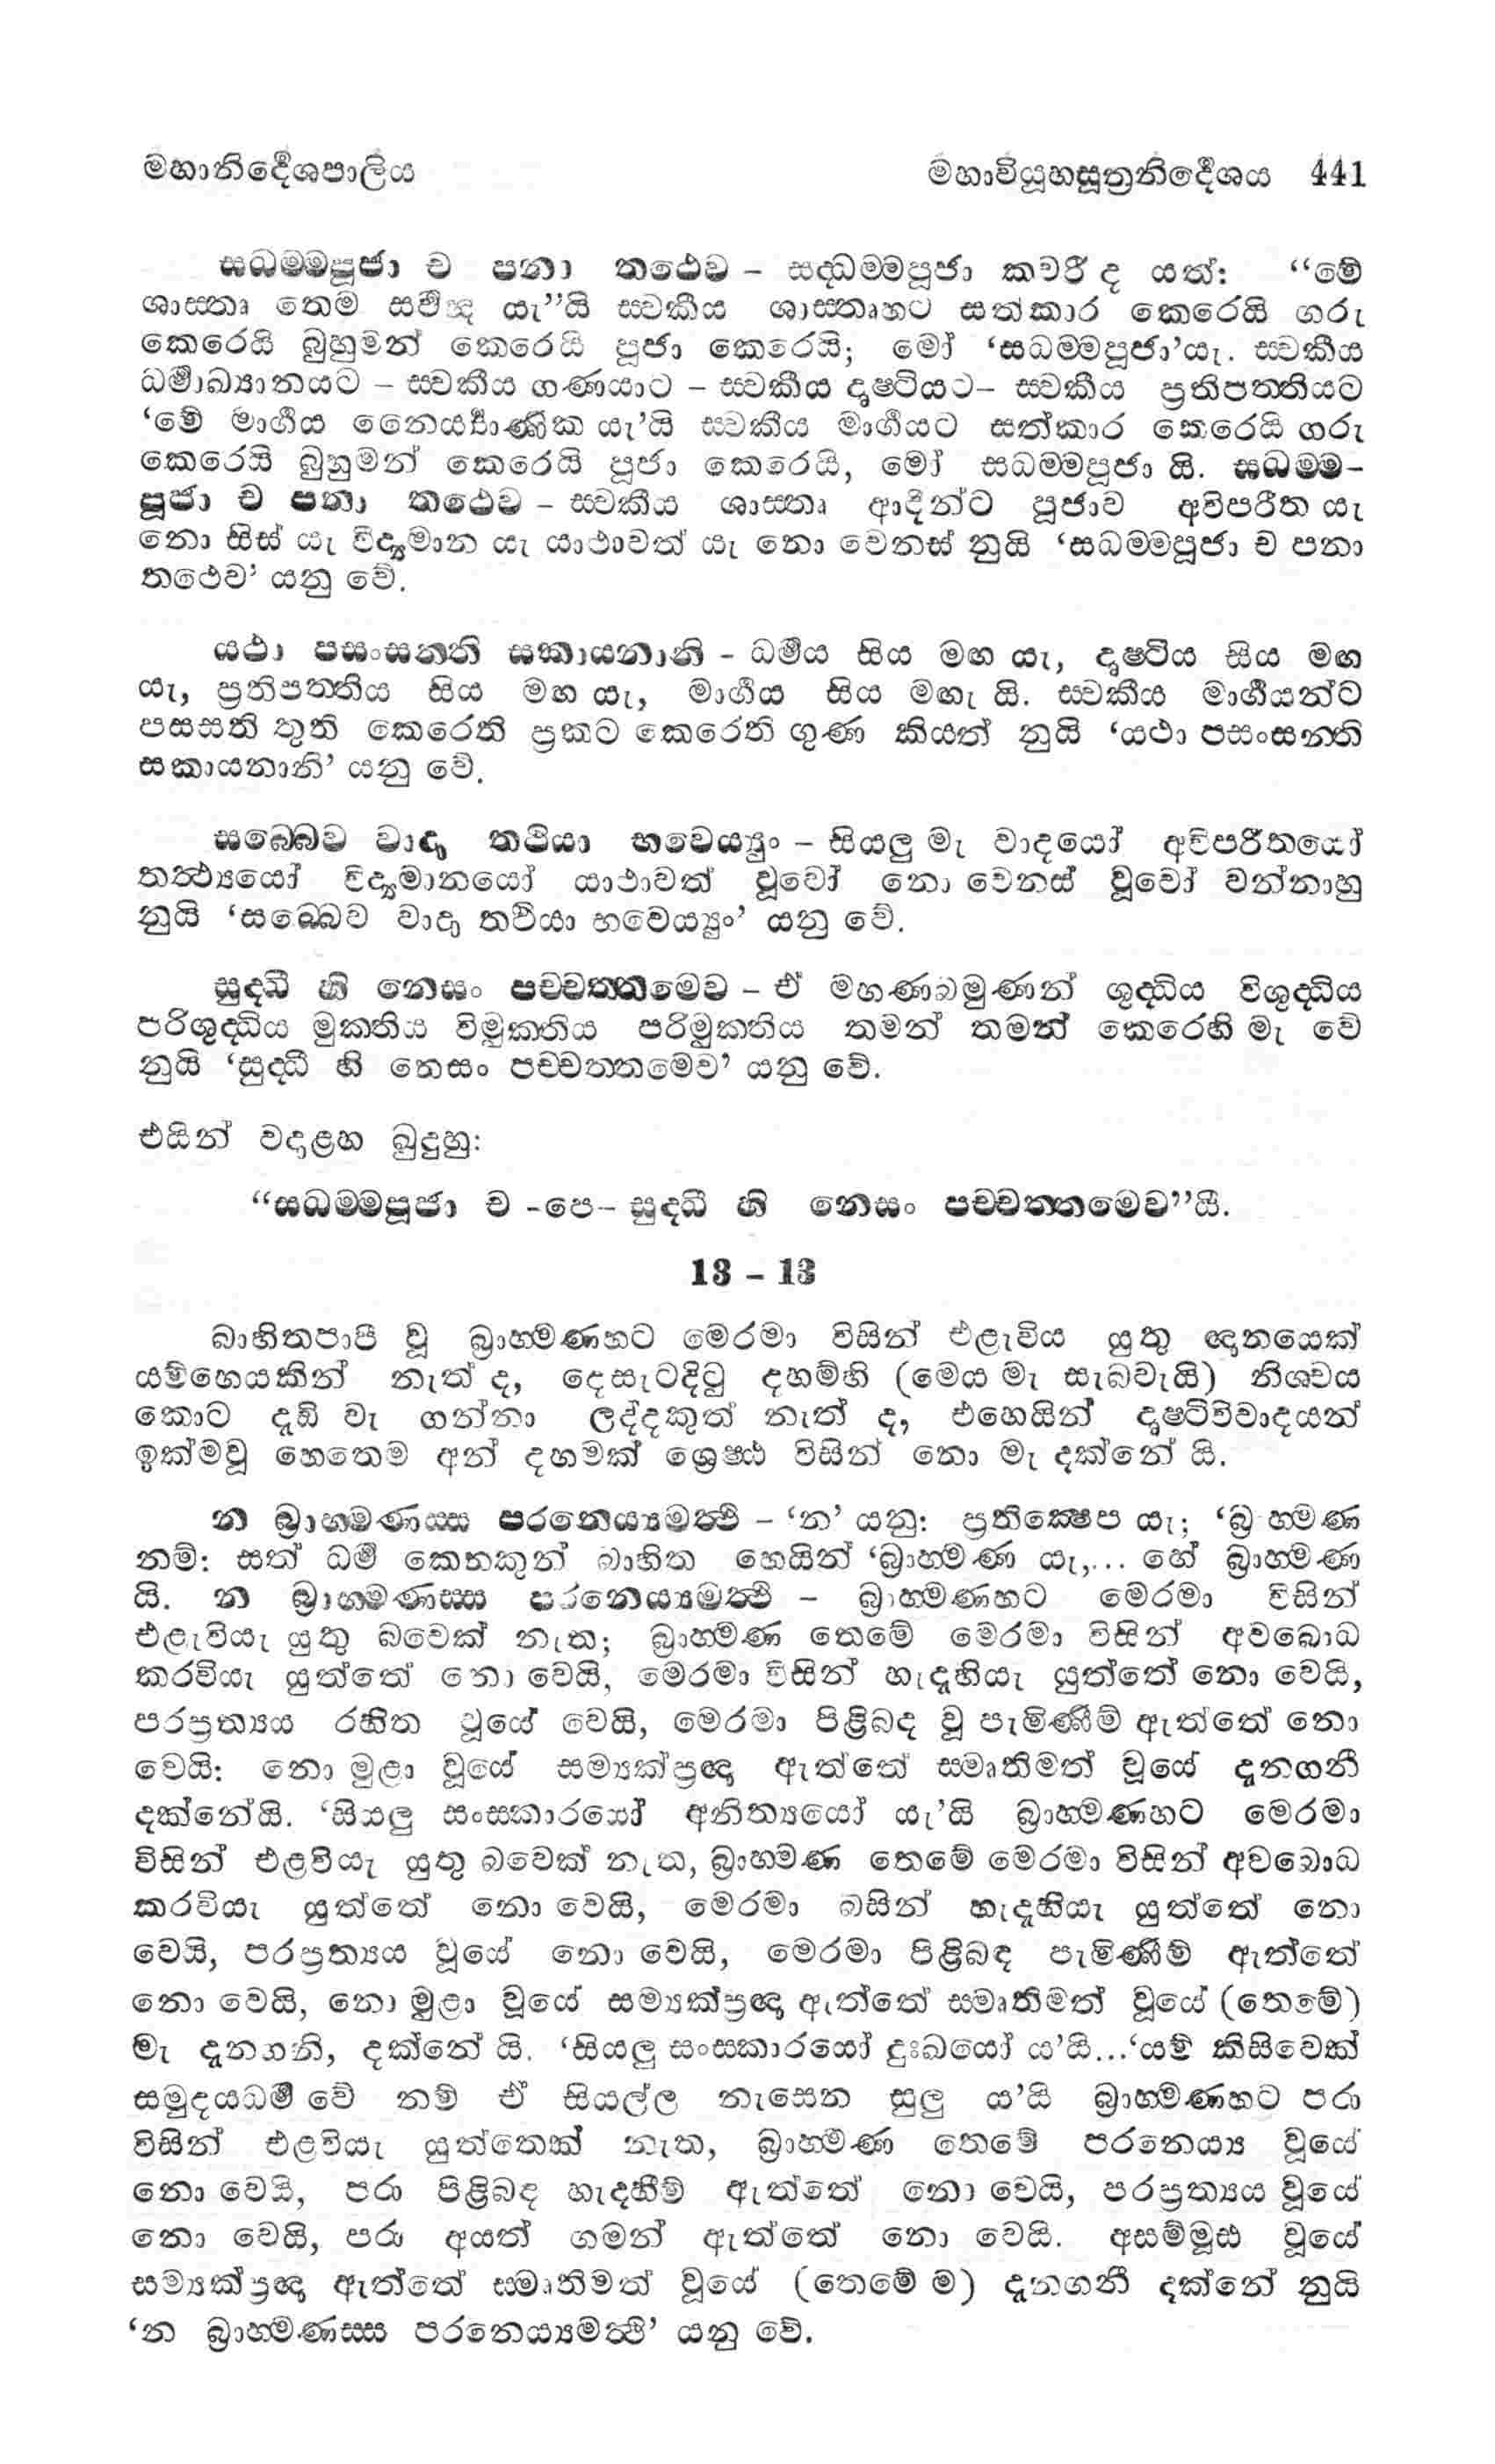 මහානිර්දේශපාලිය මහාවියූහසූත්‍රනිර්දේශය 441
සධම්මපූජා ච පනා තථෙව – සද්ධම්මපූජා කවරී ද යත්: “මේ
ශාස්තෘ තෙම සර්වඥ යැ”යි ස්වකීය ශාස්තෘහට සත්කාර කෙරෙයි ගරු
කෙරෙයි බුහුමන් කෙරෙයි පූජා කෙරෙයි; මෝ ‘සධම්මපූජා’යැ. ස්වකීය
ධර්මාඛ්‍යානයට – ස්වකීය ගණයාට – ස්වකීය දෘෂ්ටියට– ස්වකීය ප්‍රතිපත්තියට
‘මේ මාර්ගය නෛර්ය්‍යාණික යැ’යි ස්වකීය මාර්ගයට සත්කාර කෙරෙයි ගරු
කෙරෙයි බුහුමන් කෙරෙයි පූජා කෙරෙයි, මෝ සධම්මපූජා යි. සධම්ම–
පූජා ච පනා තථෙව – ස්වකීය ශාස්තෘ ආදීන්ට පූජාව අවිපරීත යැ
නො සිස් යැ විද්‍යමාන යැ යාථාවත් යැ නො වෙනස් නුයි ‘සධම්මපූජා ච පනා
තථෙව’ යනු වේ.
යථා පසංසන්ති සකායනානි – ධර්මය සිය මඟ යැ, දෘෂ්ටිය සිය මඟ
යැ, ප්‍රතිපත්තිය සිය මඟ යැ, මාර්ගය සිය මඟැ යි. ස්වකීය මාර්ගයන්ට
පසසති තුති කෙරෙති ප්‍රකට කෙරෙති ගුණ කියත් නුයි ‘යථා පසංසන්ති
සකායනානි’ යනු වේ.
සබ්බෙව වාදා තථියා භවෙය්‍යුං – සියලු මැ වාදයෝ අවිපරීතයෝ
තත්‍ථ්‍යයෝ විද්‍යමානයෝ යාථාවත් වූවෝ නො වෙනස් වූවෝ වන්නාහු
නුයි ‘සබ්බෙව වාදා තථියා භවෙය්‍යුං’ යනු වේ.
සුද්ධී හි නෙසං පච්චත්තමෙව – ඒ මහණබමුණන් ශුද්ධිය විශුද්ධිය
පරිශුද්ධිය මුක්තිය විමුක්තිය පරිමුක්තිය තමන් තමන් කෙරෙහි මැ වේ
නුයි ‘සුද්ධී හි නෙසං පච්චත්තමෙව’ යනු වේ.
එයින් වදාළහ බුදුහු:
“සධම්මපූජා ච -පෙ- සුද්ධී හි නෙසං පච්චත්තමෙව”යී.
13 – 13
බාහිතපාපී වූ බ්‍රාහ්මණහට මෙරමා විසින් එළැවිය යුතු ඥානයෙක්
යම්හෙයකින් නැත් ද, දෙසැටදිටු දහම්හි (මෙය මැ සැබවැයි) නිශ්චය
කොට දැඩි වැ ගන්නා ලද්දකුත් නැත් ද, එහෙයින් දෘෂ්ටිවිවාදයන්
ඉක්මවූ හෙතෙම අන් දහමක් ශ්‍රෙෂ්ඨ විසින් නො මැ දක්නේ යි.
න බ්‍රාහ්මණස්ස පරනෙය්‍යමත්ථි – ‘න’ යනු: ප්‍රතික්ෂෙප යැ; ‘බ්‍රාහ්මණ
නම්: සත් ධර්ම කෙනකුන් බාහිත හෙයින් ‘බ්‍රාහ්මණ යැ,... හේ බ්‍රාහ්මණ
යි. න බ්‍රාහ්මණස්ස පරනෙය්‍යමත්ථි – බ්‍රාහ්මණහට මෙරමා විසින්
එළැවියැ යුතු බවෙක් නැත; බ්‍රාහ්මණ තෙමේ මෙරමා විසින් අවබොධ
කරවියැ යුත්තේ නො වෙයි, මෙරමා විසින් හැදැහියැ යුත්තේ නො වෙයි,
පරප්‍රත්‍යය රහිත වූයේ වෙයි, මෙරමා පිළිබද වූ පැමිණීම් ඇත්තේ නො
වෙයි: නො මුළා වූයේ සම්‍යක්ප්‍රඥා ඇත්තේ ස්මෘතිමත් වූයේ දැනගනී
දක්නේයි. ‘සියලු සංස්කාරයෝ අනිත්‍යයෝ යැ’යි බ්‍රාහ්මණහට මෙරමා
විසින් එළවියැ යුතු බවෙක් නැත, බ්‍රාහ්මණ තෙමේ මෙරමා විසින් අවබොධ
කරවියැ යුත්තේ නො වෙයි, මෙරමා බසින් හැදැහියැ යුත්තේ නො
වෙයි, පරප්‍රත්‍යය වූයේ නො වෙයි, මෙරමා පිළිබඳ පැමිණීම් ඇත්තේ
නො වෙයි, නො මුළා වූයේ සම්‍යක්ප්‍රඥා ඇත්තේ ස්මෘතිමත් වූයේ (තෙමේ)
මැ දැනගනි, දක්නේ යි. ‘සියලු සංස්කාරයෝ දුඃඛයෝ ය’යි...‘යම් කිසිවෙක්
සමුදයධර්ම වේ නම් ඒ සියල්ල නැසෙන සුලු ය’යි බ්‍රාහ්මණහට පරා
විසින් එළවියැ යුත්තෙක් නැත, බ්‍රාහ්මණ තෙමේ පරනෙය්‍ය වූයේ
නො වෙයි, පරා පිළිබඳ හැදහීම් ඇත්තේ නො වෙයි, පරප්‍රත්‍යය වූයේ
නො වෙයි, පරා අයත් ගමන් ඇත්තේ නො වෙයි. අසම්මූඪ වූයේ
සම්‍යක්ප්‍රඥා ඇත්තේ ස්මෘතිමත් වූයේ (තෙමේ ම) දැනගනී දක්නේ නුයි
‘න බ්‍රාහ්මණස්ස පරනෙය්‍යමත්ථි’ යනු වේ.